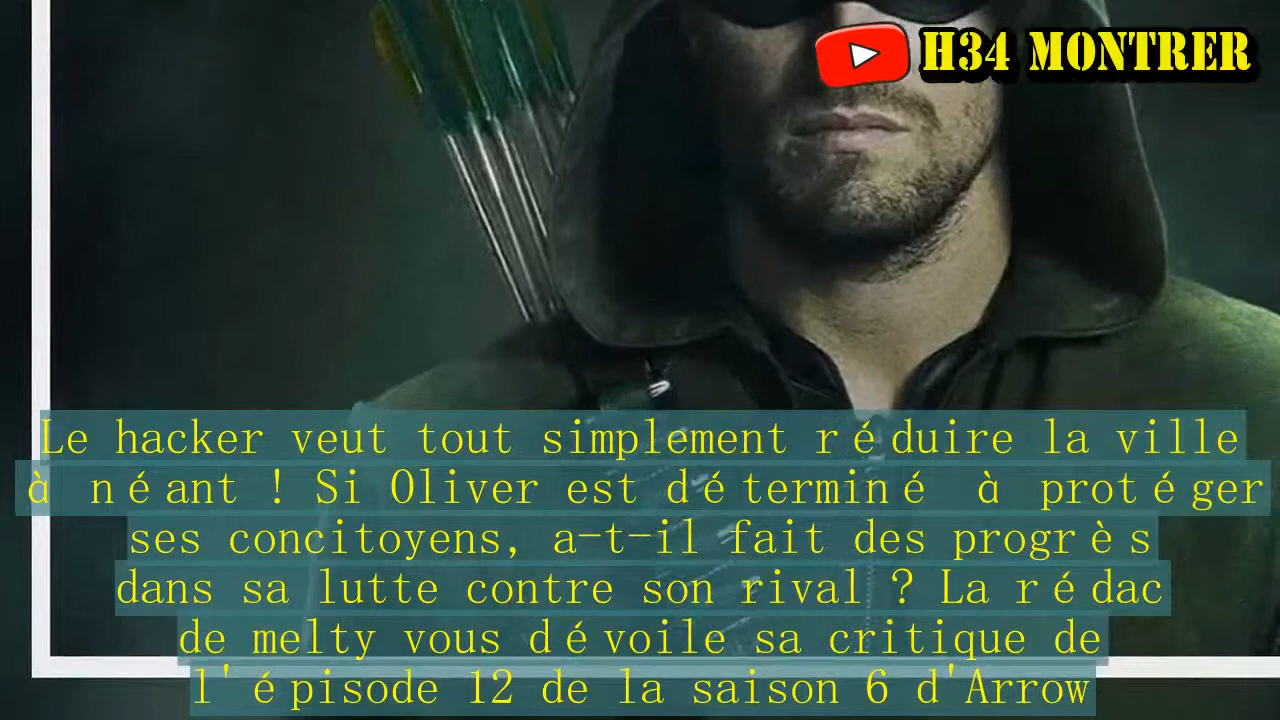 H34 MONTRER
Le hacker veut tout simplement réduire la ville
à néant ! Si Oliver est déterminé à protéger
ses concitoyens, a-t-il fait des progrès
dans sa lutte contre son rival ? La rédac
de melty vous dévoile sa critique de
l'épisode 12 de la saison 6 d'Arrow